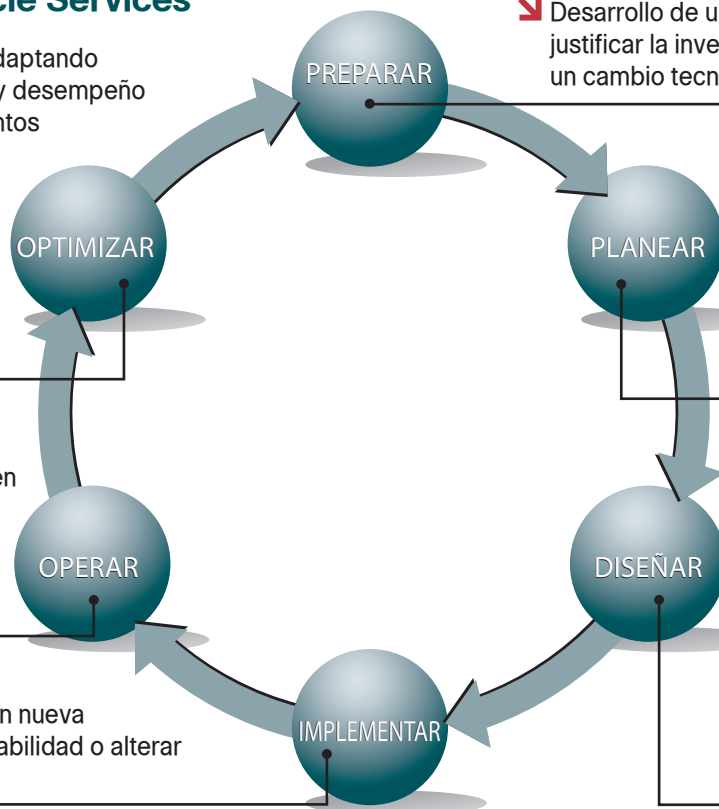 cle Services
daptando
y desempeño
ntos
Desarrollo de u
justificar la inve
un cambio tecn
PREPARAR
OPTIMIZAR
PLANEAR
en
OPERAR
DISEÑAR
n nueva
abilidad o alterar
IMPLEMENTAR